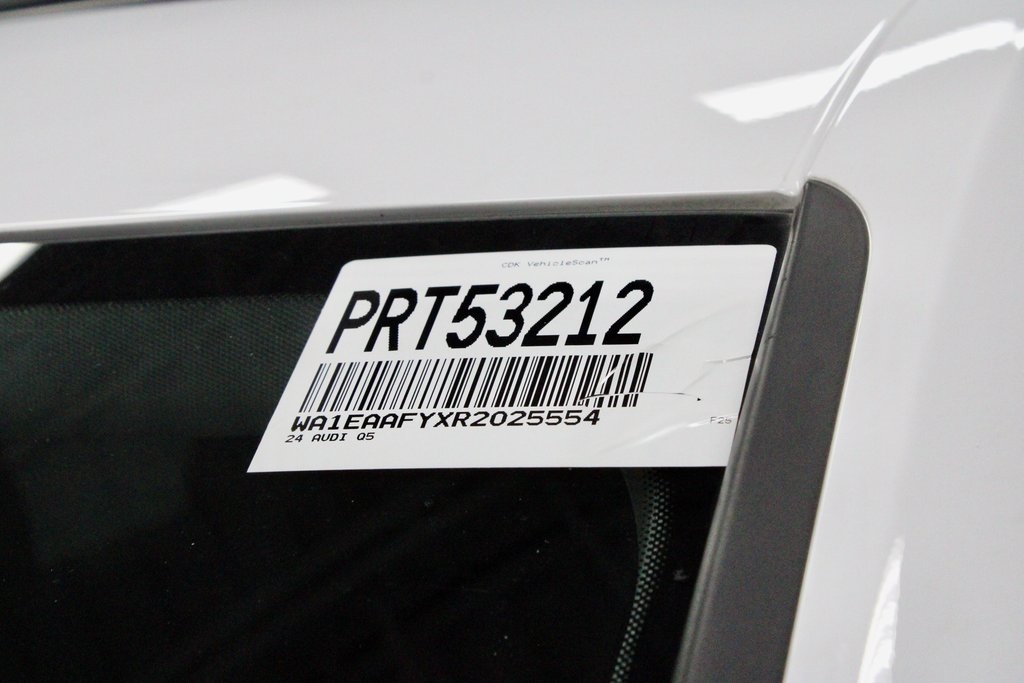 CDK VehicleScan™
PRT53212
WA1EAAFYXR2025554
24 AUDI Q5
F25